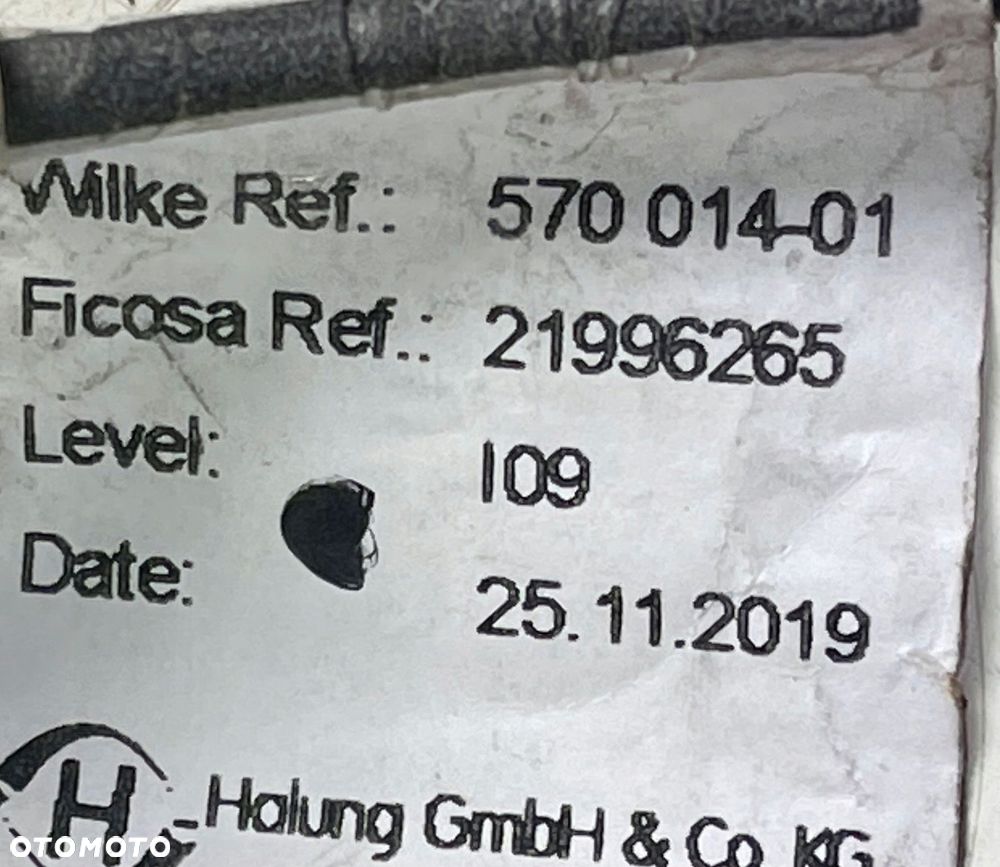 Wilke Ref.: 570 014-01
Ficosa Ref.: 21996265
Level: I09
Date: 25.11.2019
H - Halung GmbH & Co. KG
OTOMOTO